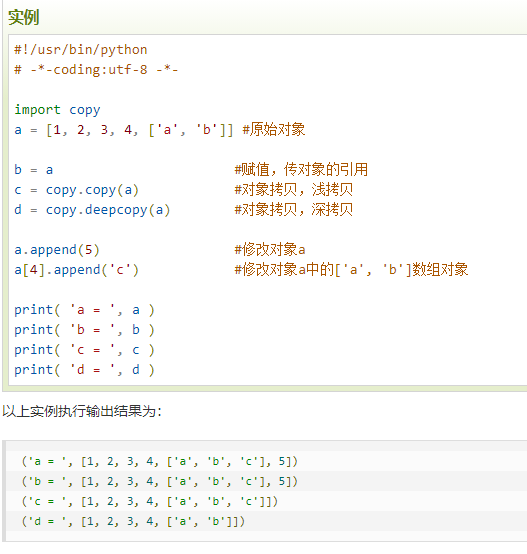 实例
#!/usr/bin/python
# -*-coding:utf-8 -*-
import copy
a = [1, 2, 3, 4, ['a', 'b']] #原始对象
b = a                       #赋值，传对象的引用
c = copy.copy(a)            #对象拷贝，浅拷贝
d = copy.deepcopy(a)        #对象拷贝，深拷贝
a.append(5)                 #修改对象a
a[4].append('c')            #修改对象a中的['a', 'b']数组对象
print( 'a = ', a )
print( 'b = ', b )
print( 'c = ', c )
print( 'd = ', d )
以上实例执行输出结果为：
('a = ', [1, 2, 3, 4, ['a', 'b', 'c'], 5])
('b = ', [1, 2, 3, 4, ['a', 'b', 'c'], 5])
('c = ', [1, 2, 3, 4, ['a', 'b', 'c']])
('d = ', [1, 2, 3, 4, ['a', 'b']])